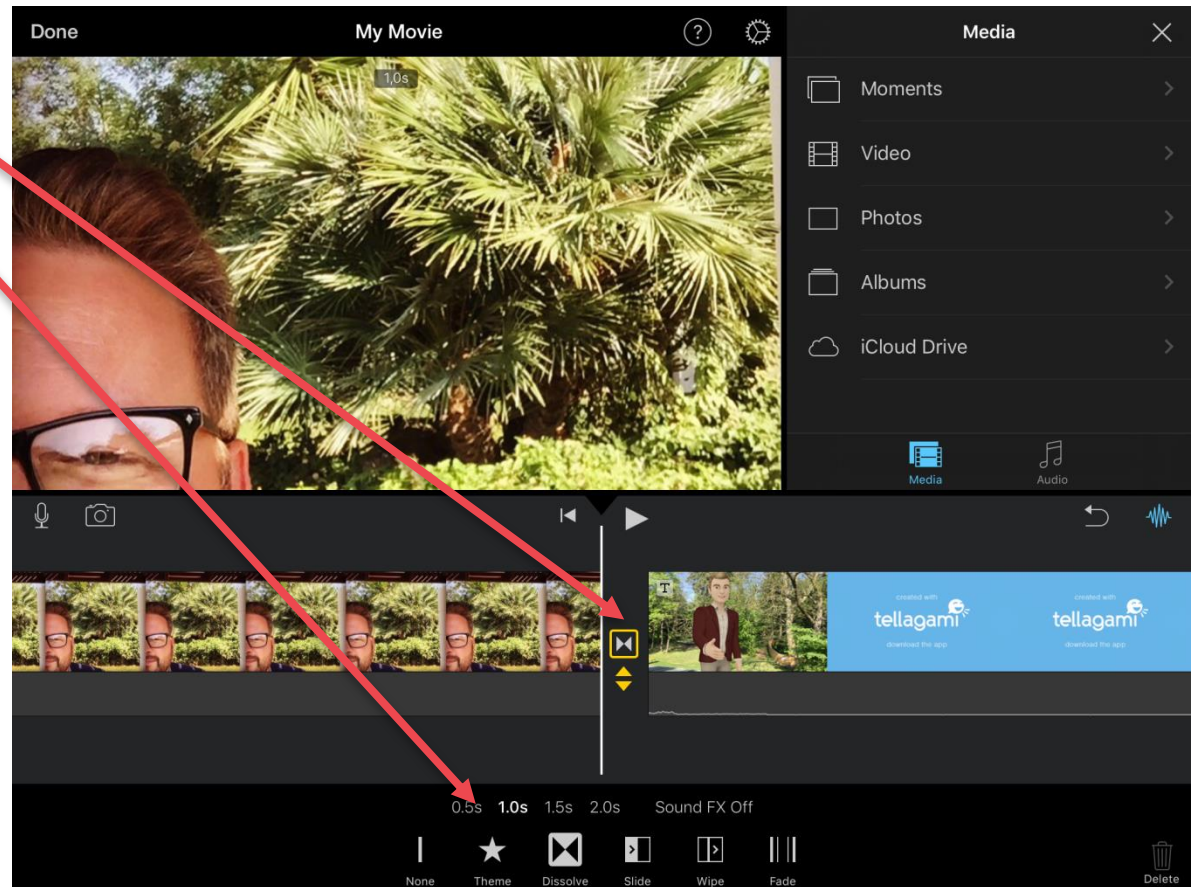 Done
My Movie
?
Media
1,0s
Moments
Video
Photos
Albums
iCloud Drive
Media
Audio
T
created with
tellagami
download the app
created with
tellagami
download the app
0.5s 1.0s 1.5s 2.0s Sound FX Off
None Theme Dissolve Slide Wipe Fade
Delete